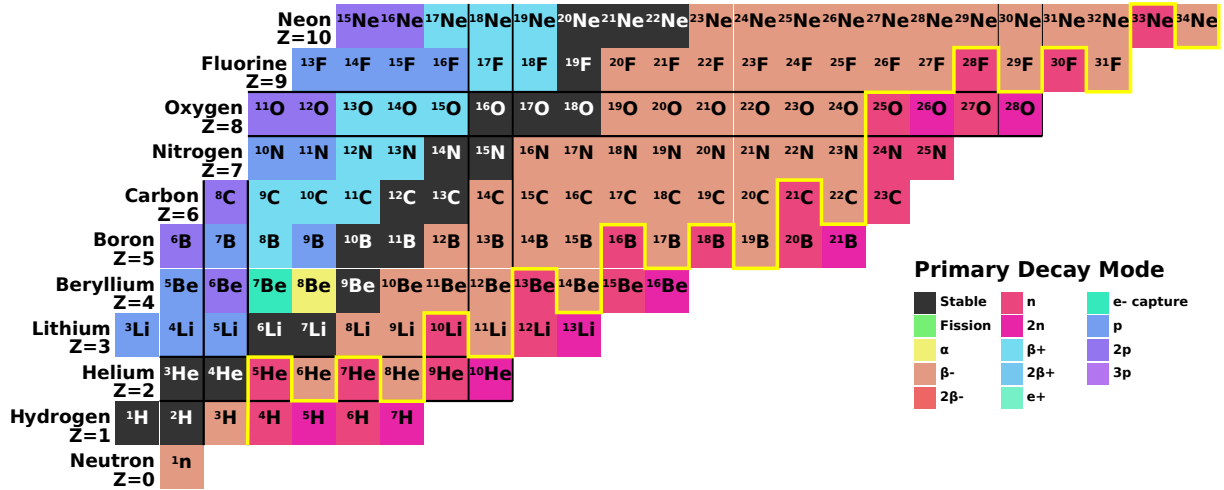 Neon Z=10 ¹⁵Ne ¹⁶Ne ¹⁷Ne ¹⁸Ne ¹⁹Ne ²⁰Ne ²¹Ne ²²Ne ²³Ne ²⁴Ne ²⁵Ne ²⁶Ne ²⁷Ne ²⁸Ne ²⁹Ne ³⁰Ne ³¹Ne ³²Ne ³³Ne ³⁴Ne
Fluorine Z=9 ¹³F ¹⁴F ¹⁵F ¹⁶F ¹⁷F ¹⁸F ¹⁹F ²⁰F ²¹F ²²F ²³F ²⁴F ²⁵F ²⁶F ²⁷F ²⁸F ²⁹F ³⁰F ³¹F
Oxygen Z=8 ¹¹O ¹²O ¹³O ¹⁴O ¹⁵O ¹⁶O ¹⁷O ¹⁸O ¹⁹O ²⁰O ²¹O ²²O ²³O ²⁴O ²⁵O ²⁶O ²⁷O ²⁸O
Nitrogen Z=7 ¹⁰N ¹¹N ¹²N ¹³N ¹⁴N ¹⁵N ¹⁶N ¹⁷N ¹⁸N ¹⁹N ²⁰N ²¹N ²²N ²³N ²⁴N ²⁵N
Carbon Z=6 ⁸C ⁹C ¹⁰C ¹¹C ¹²C ¹³C ¹⁴C ¹⁵C ¹⁶C ¹⁷C ¹⁸C ¹⁹C ²⁰C ²¹C ²²C ²³C
Boron Z=5 ⁶B ⁷B ⁸B ⁹B ¹⁰B ¹¹B ¹²B ¹³B ¹⁴B ¹⁵B ¹⁶B ¹⁷B ¹⁸B ¹⁹B ²⁰B ²¹B
Beryllium Z=4 ⁵Be ⁶Be ⁷Be ⁸Be ⁹Be ¹⁰Be ¹¹Be ¹²Be ¹³Be ¹⁴Be ¹⁵Be ¹⁶Be
Lithium Z=3 ³Li ⁴Li ⁵Li ⁶Li ⁷Li ⁸Li ⁹Li ¹⁰Li ¹¹Li ¹²Li ¹³Li
Helium Z=2 ³He ⁴He ⁵He ⁶He ⁷He ⁸He ⁹He ¹⁰He
Hydrogen Z=1 ¹H ²H ³H ⁴H ⁵H ⁶H ⁷H
Neutron Z=0 ¹n
Primary Decay Mode
Stable n e- capture
Fission 2n p
α β+ 2p
β- 2β+ 3p
2β- e+